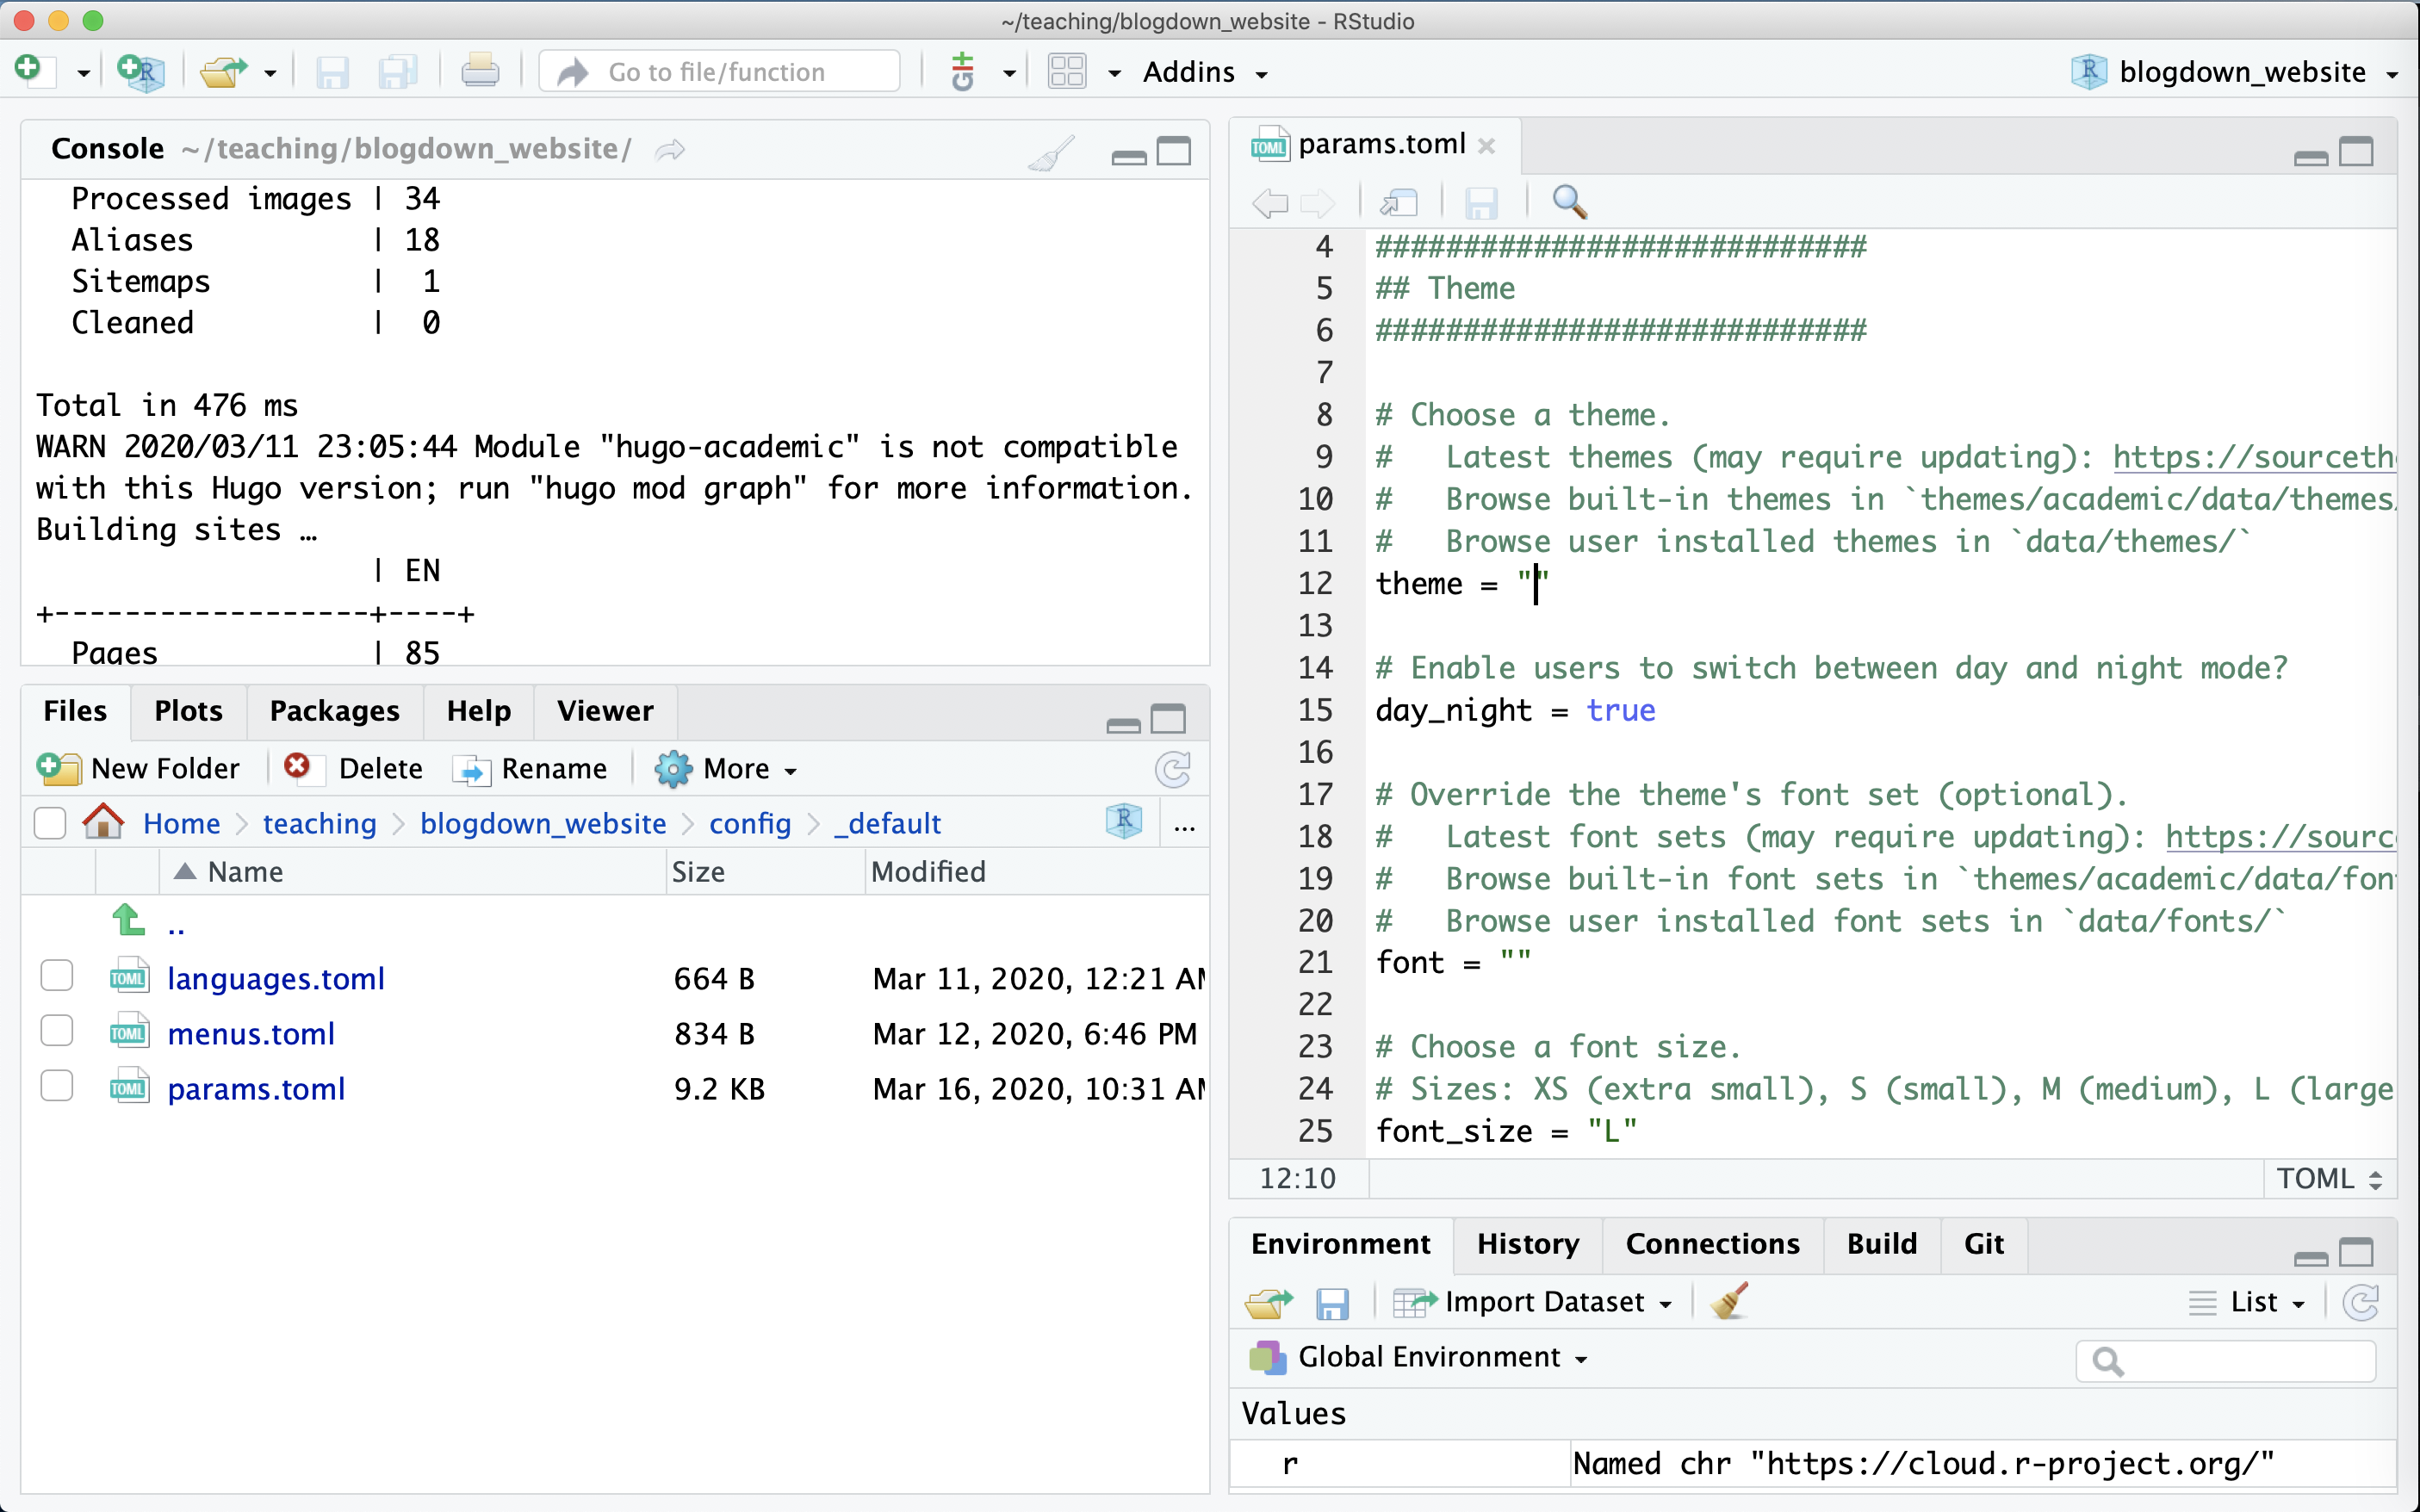 ~/teaching/blogdown_website - RStudio
Go to file/function
Addins
blogdown_website
Console ~/teaching/blogdown_website/
Processed images | 34
Aliases | 18
Sitemaps | 1
Cleaned | 0
Total in 476 ms
WARN 2020/03/11 23:05:44 Module "hugo-academic" is not compatible
with this Hugo version; run "hugo mod graph" for more information.
Building sites …
| EN
+------------------+----+
Pages | 85
Files Plots Packages Help Viewer
New Folder Delete Rename More
Home teaching blogdown_website config _default ...
Name Size Modified
..
languages.toml 664 B Mar 11, 2020, 12:21 AM
menus.toml 834 B Mar 12, 2020, 6:46 PM
params.toml 9.2 KB Mar 16, 2020, 10:31 AM
params.toml
4 ############################
5 ## Theme
6 ############################
7
8 # Choose a theme.
9 # Latest themes (may require updating): https://sourceth
10 # Browse built-in themes in `themes/academic/data/themes/
11 # Browse user installed themes in `data/themes/`
12 theme = ""
13
14 # Enable users to switch between day and night mode?
15 day_night = true
16
17 # Override the theme's font set (optional).
18 # Latest font sets (may require updating): https://sourc
19 # Browse built-in font sets in `themes/academic/data/fon
20 # Browse user installed font sets in `data/fonts/`
21 font = ""
22
23 # Choose a font size.
24 # Sizes: XS (extra small), S (small), M (medium), L (large
25 font_size = "L"
12:10 TOML
Environment History Connections Build Git
Import Dataset List
Global Environment
Values
r Named chr "https://cloud.r-project.org/"